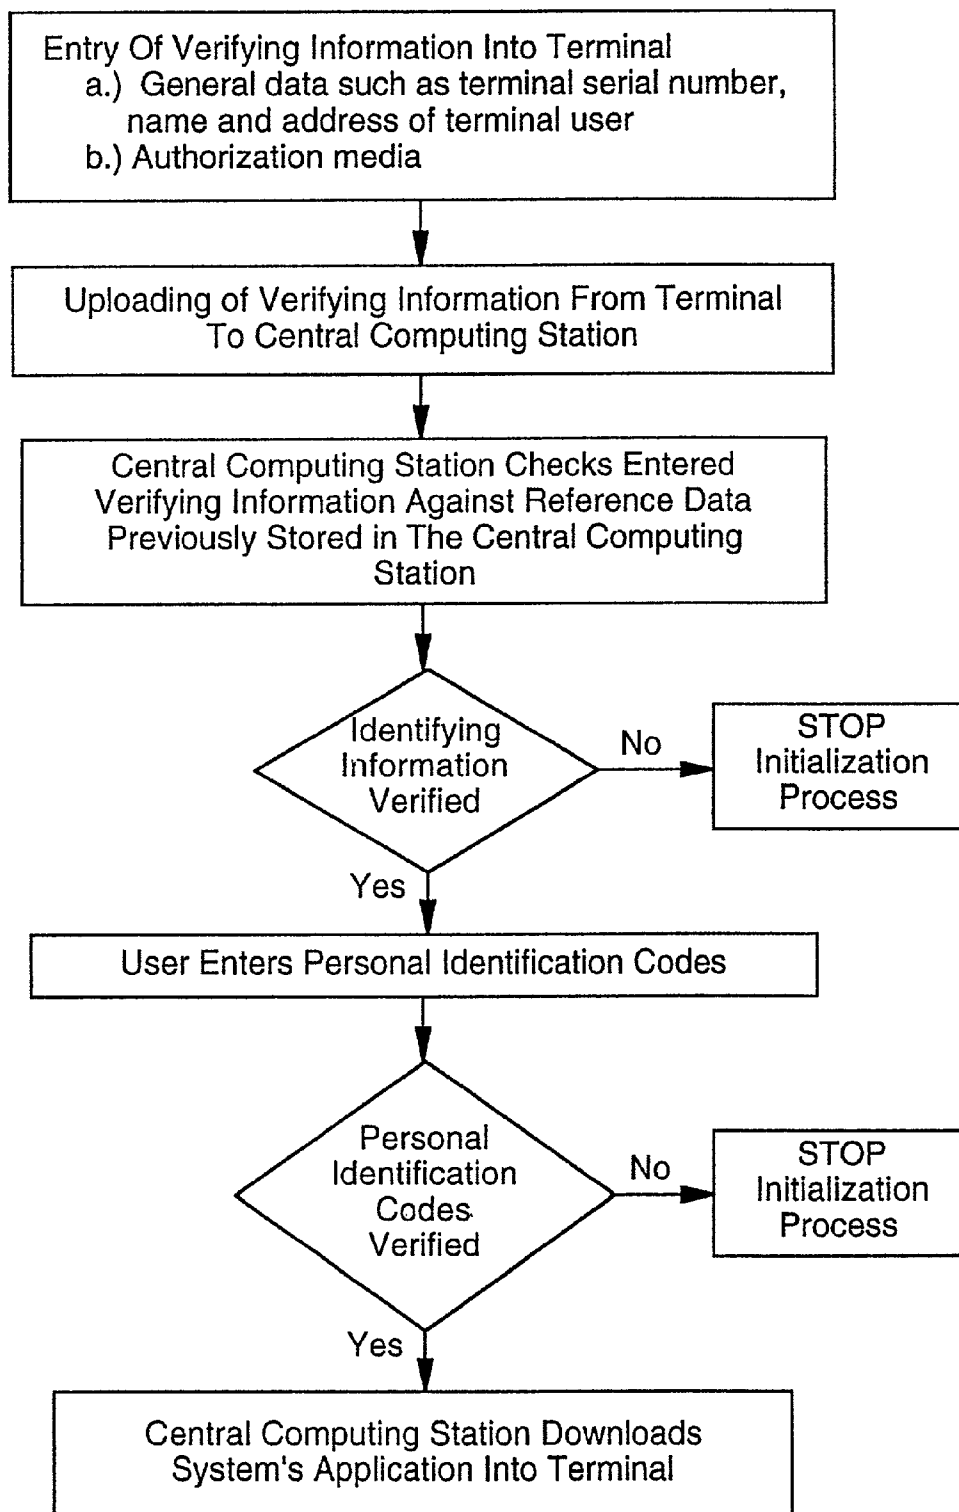 Entry Of Verifying Information Into Terminal
a.) General data such as terminal serial number,
name and address of terminal user
b.) Authorization media
Uploading of Verifying Information From Terminal
To Central Computing Station
Central Computing Station Checks Entered
Verifying Information Against Reference Data
Previously Stored in The Central Computing
Station
Identifying
Information
Verified
No
STOP
Initialization
Process
Yes
User Enters Personal Identification Codes
Personal
Identification
Codes
Verified
No
STOP
Initialization
Process
Yes
Central Computing Station Downloads
System's Application Into Terminal